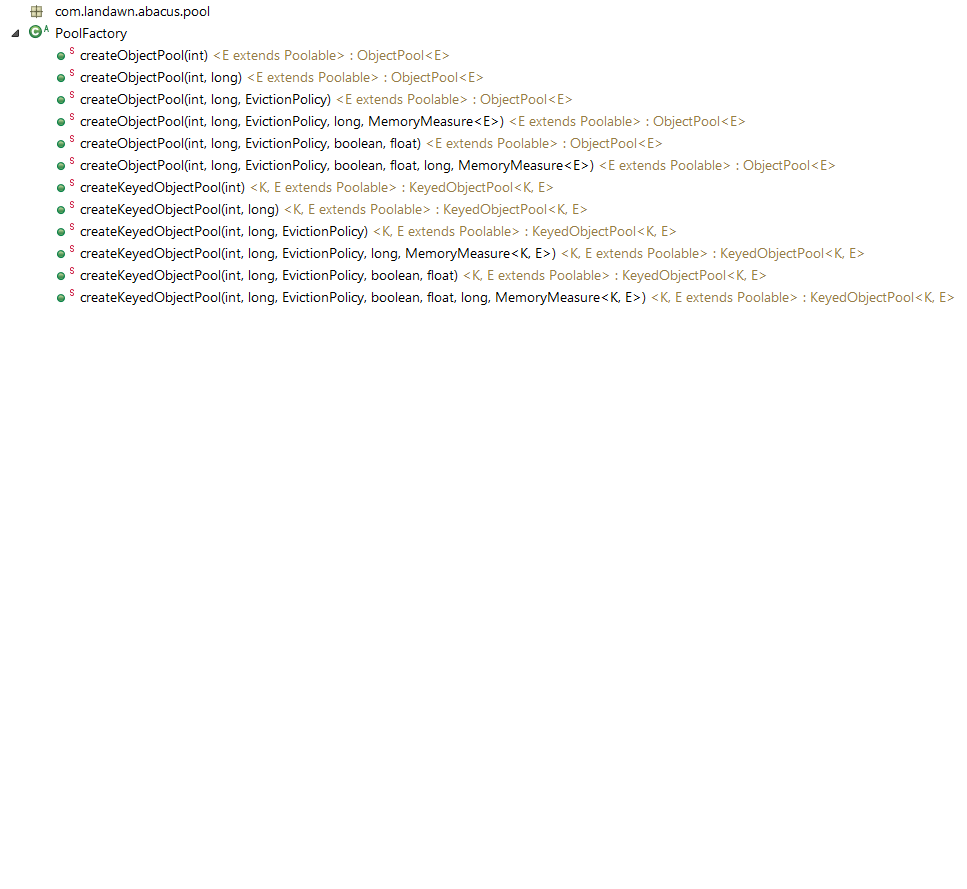 com.landawn.abacus.pool
C A PoolFactory
S createObjectPool(int) <E extends Poolable> : ObjectPool<E>
S createObjectPool(int, long) <E extends Poolable> : ObjectPool<E>
S createObjectPool(int, long, EvictionPolicy) <E extends Poolable> : ObjectPool<E>
S createObjectPool(int, long, EvictionPolicy, long, MemoryMeasure<E>) <E extends Poolable> : ObjectPool<E>
S createObjectPool(int, long, EvictionPolicy, boolean, float) <E extends Poolable> : ObjectPool<E>
S createObjectPool(int, long, EvictionPolicy, boolean, float, long, MemoryMeasure<E>) <E extends Poolable> : ObjectPool<E>
S createKeyedObjectPool(int) <K, E extends Poolable> : KeyedObjectPool<K, E>
S createKeyedObjectPool(int, long) <K, E extends Poolable> : KeyedObjectPool<K, E>
S createKeyedObjectPool(int, long, EvictionPolicy) <K, E extends Poolable> : KeyedObjectPool<K, E>
S createKeyedObjectPool(int, long, EvictionPolicy, long, MemoryMeasure<K, E>) <K, E extends Poolable> : KeyedObjectPool<K, E>
S createKeyedObjectPool(int, long, EvictionPolicy, boolean, float) <K, E extends Poolable> : KeyedObjectPool<K, E>
S createKeyedObjectPool(int, long, EvictionPolicy, boolean, float, long, MemoryMeasure<K, E>) <K, E extends Poolable> : KeyedObjectPool<K, E>